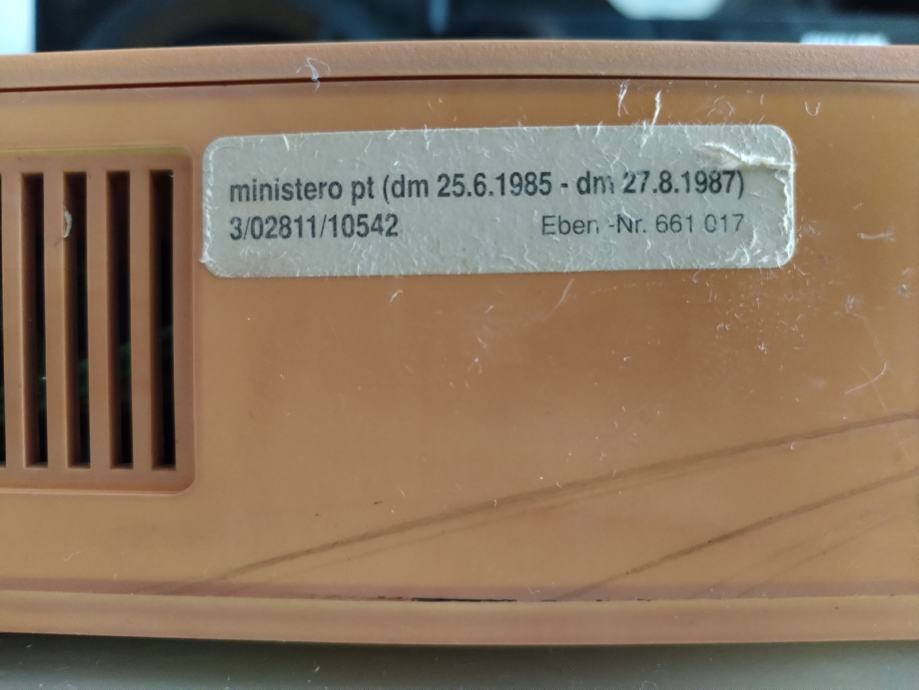 ministero pt (dm 25.6.1985 - dm 27.8.1987)
3/02811/10542 Eben -Nr. 661 017